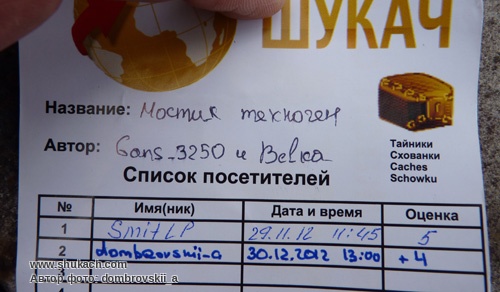 ШУКАЧ
Название: Мостик техноген
Автор: Gans_3250 и Belka
Тайники
Схованки
Caches
Schowku
Список посетителей
№ Имя(ник) Дата и время Оценка
1 SmitLP 29.11.12 11:45 5
2 dombrovskii_a 30.12.2012 13:00 +4
3
www.shukach.com
Автор фото: dombrovskii_a